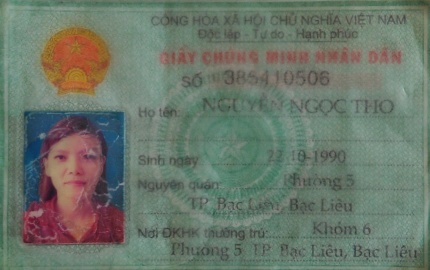 CỘNG HÒA XÃ HỘI CHỦ NGHĨA VIỆT NAM
Độc lập - Tự do - Hạnh phúc
GIẤY CHỨNG MINH NHÂN DÂN
SỐ 385410506
Họ tên: NGUYỄN NGỌC THO
Sinh ngày 22-10-1990
Nguyên quán: Phường 5
TP. Bạc Liêu, Bạc Liêu
Nơi ĐKHK thường trú: Khóm 6
Phường 5 TP. Bạc Liêu, Bạc Liêu